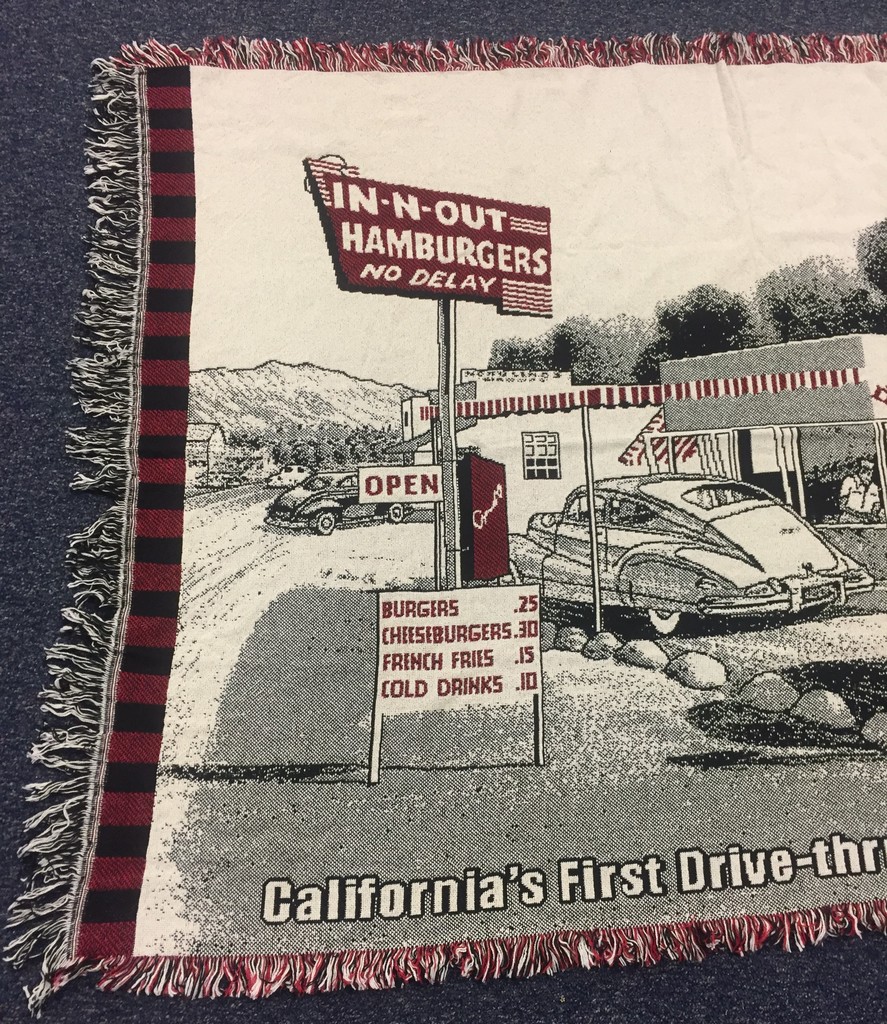 IN-N-OUT
HAMBURGERS
NO DELAY
OPEN
BURGERS .25
CHEESEBURGERS .30
FRENCH FRIES .15
COLD DRINKS .10
California's First Drive-thr